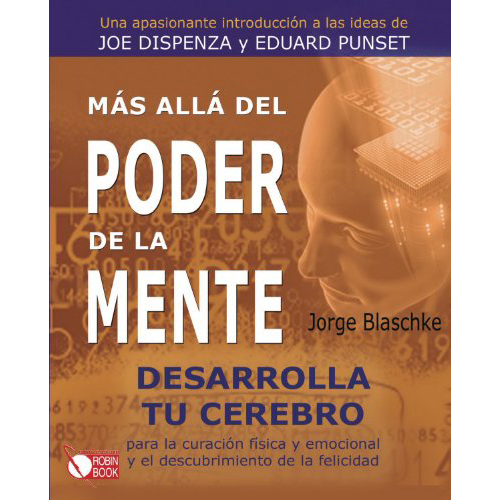 Una apasionante introducción a las ideas de
JOE DISPENZA y EDUARD PUNSET
MÁS ALLÁ DEL
PODER
DE LA
MENTE
Jorge Blaschke
DESARROLLA
TU CEREBRO
para la curación física y emocional
y el descubrimiento de la felicidad
ROBIN
BOOK